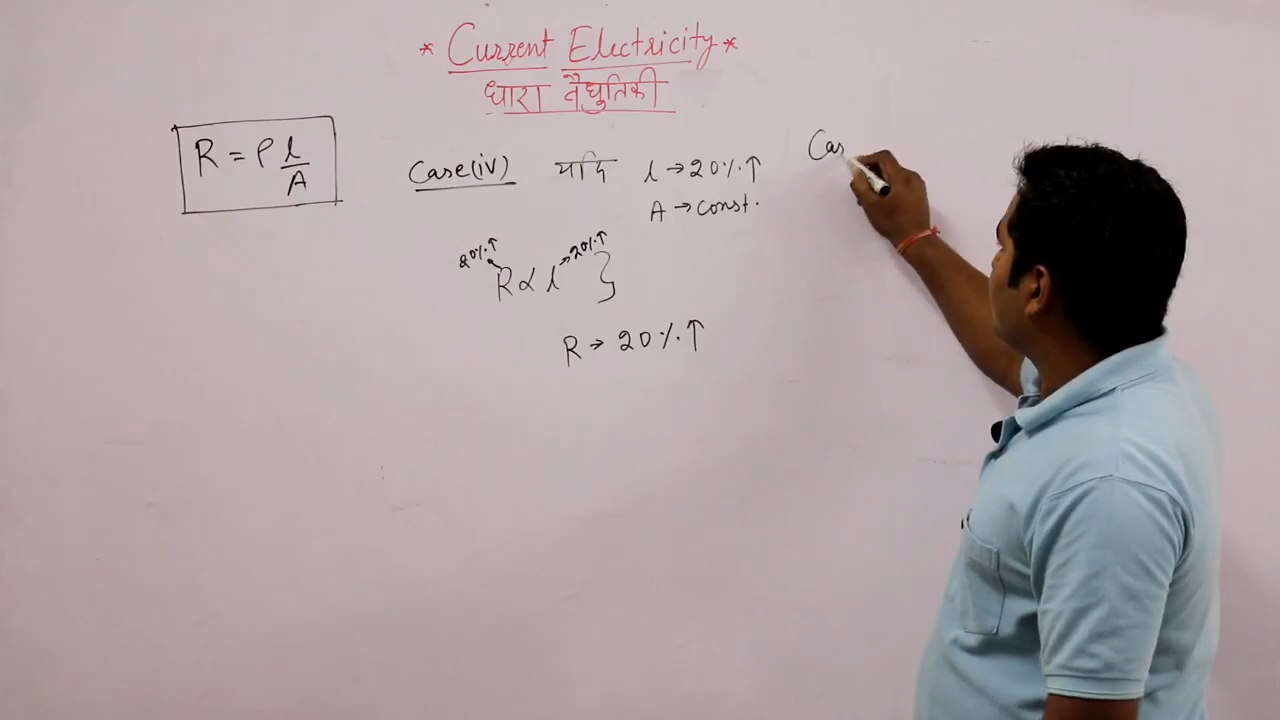 * Current Electricity *
धारा वैद्युतिकी
R = ρ l/A
Case(iv) यदि l → 20%↑
A → const.
20%↑ 20%↑
R ∝ l }
R → 20%↑
Cas